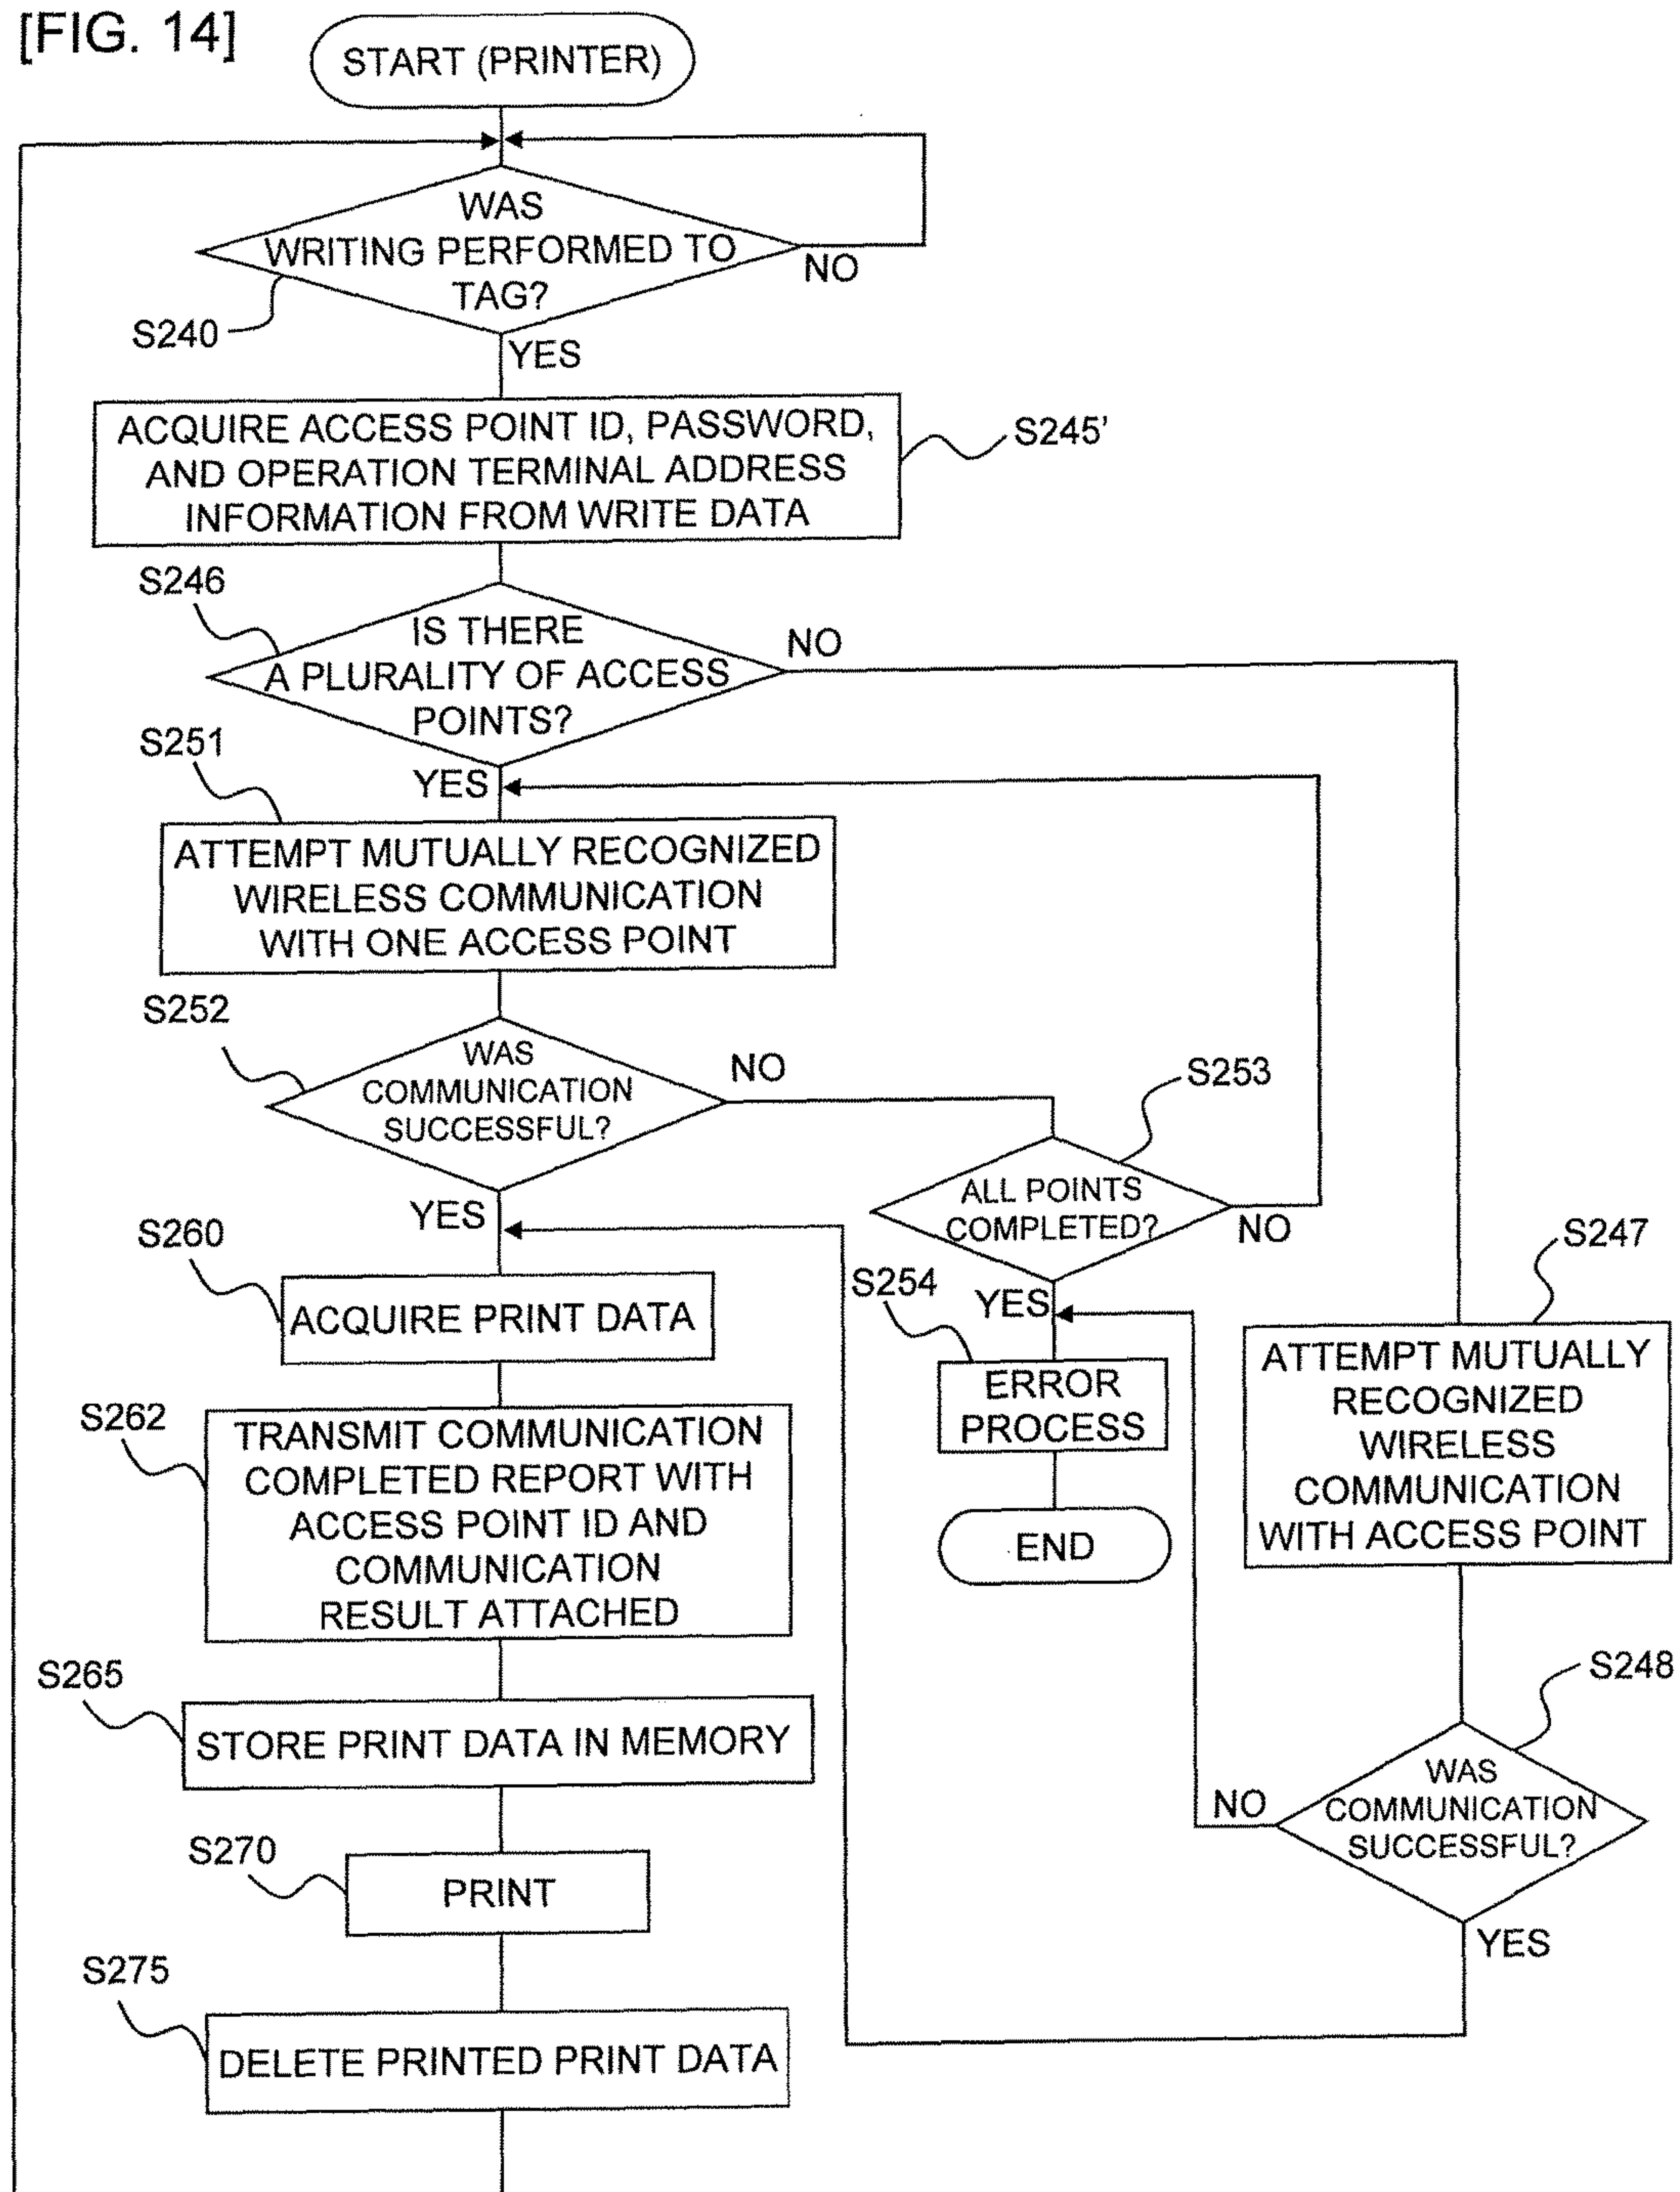 [FIG. 14]
START (PRINTER)
WAS
WRITING PERFORMED TO
TAG?
NO
S240
YES
ACQUIRE ACCESS POINT ID, PASSWORD,
AND OPERATION TERMINAL ADDRESS
INFORMATION FROM WRITE DATA
S245’
S246
IS THERE
A PLURALITY OF ACCESS
POINTS?
NO
S251
YES
ATTEMPT MUTUALLY RECOGNIZED
WIRELESS COMMUNICATION
WITH ONE ACCESS POINT
S252
WAS
COMMUNICATION
SUCCESSFUL?
NO
S253
ALL POINTS
COMPLETED?
NO
YES
S260
ACQUIRE PRINT DATA
S254
YES
ERROR
PROCESS
END
S247
ATTEMPT MUTUALLY
RECOGNIZED
WIRELESS
COMMUNICATION
WITH ACCESS POINT
S262
TRANSMIT COMMUNICATION
COMPLETED REPORT WITH
ACCESS POINT ID AND
COMMUNICATION
RESULT ATTACHED
S265
STORE PRINT DATA IN MEMORY
S248
WAS
COMMUNICATION
SUCCESSFUL?
NO
YES
S270
PRINT
S275
DELETE PRINTED PRINT DATA